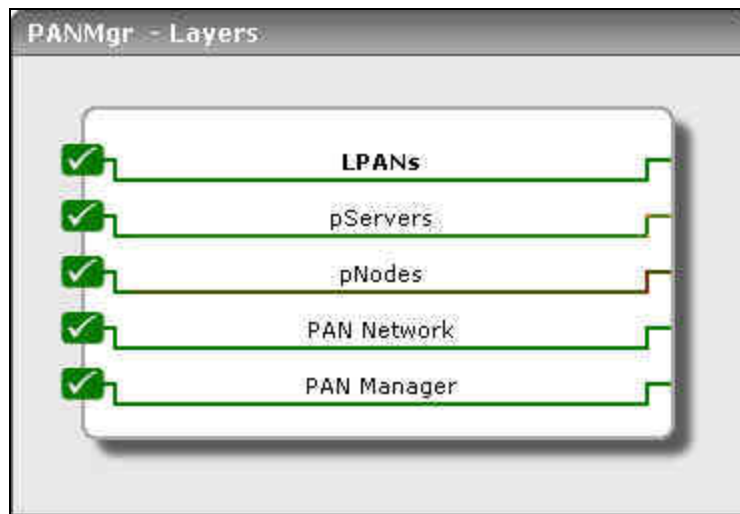 PANMgr - Layers
LPANs
pServers
pNodes
PAN Network
PAN Manager